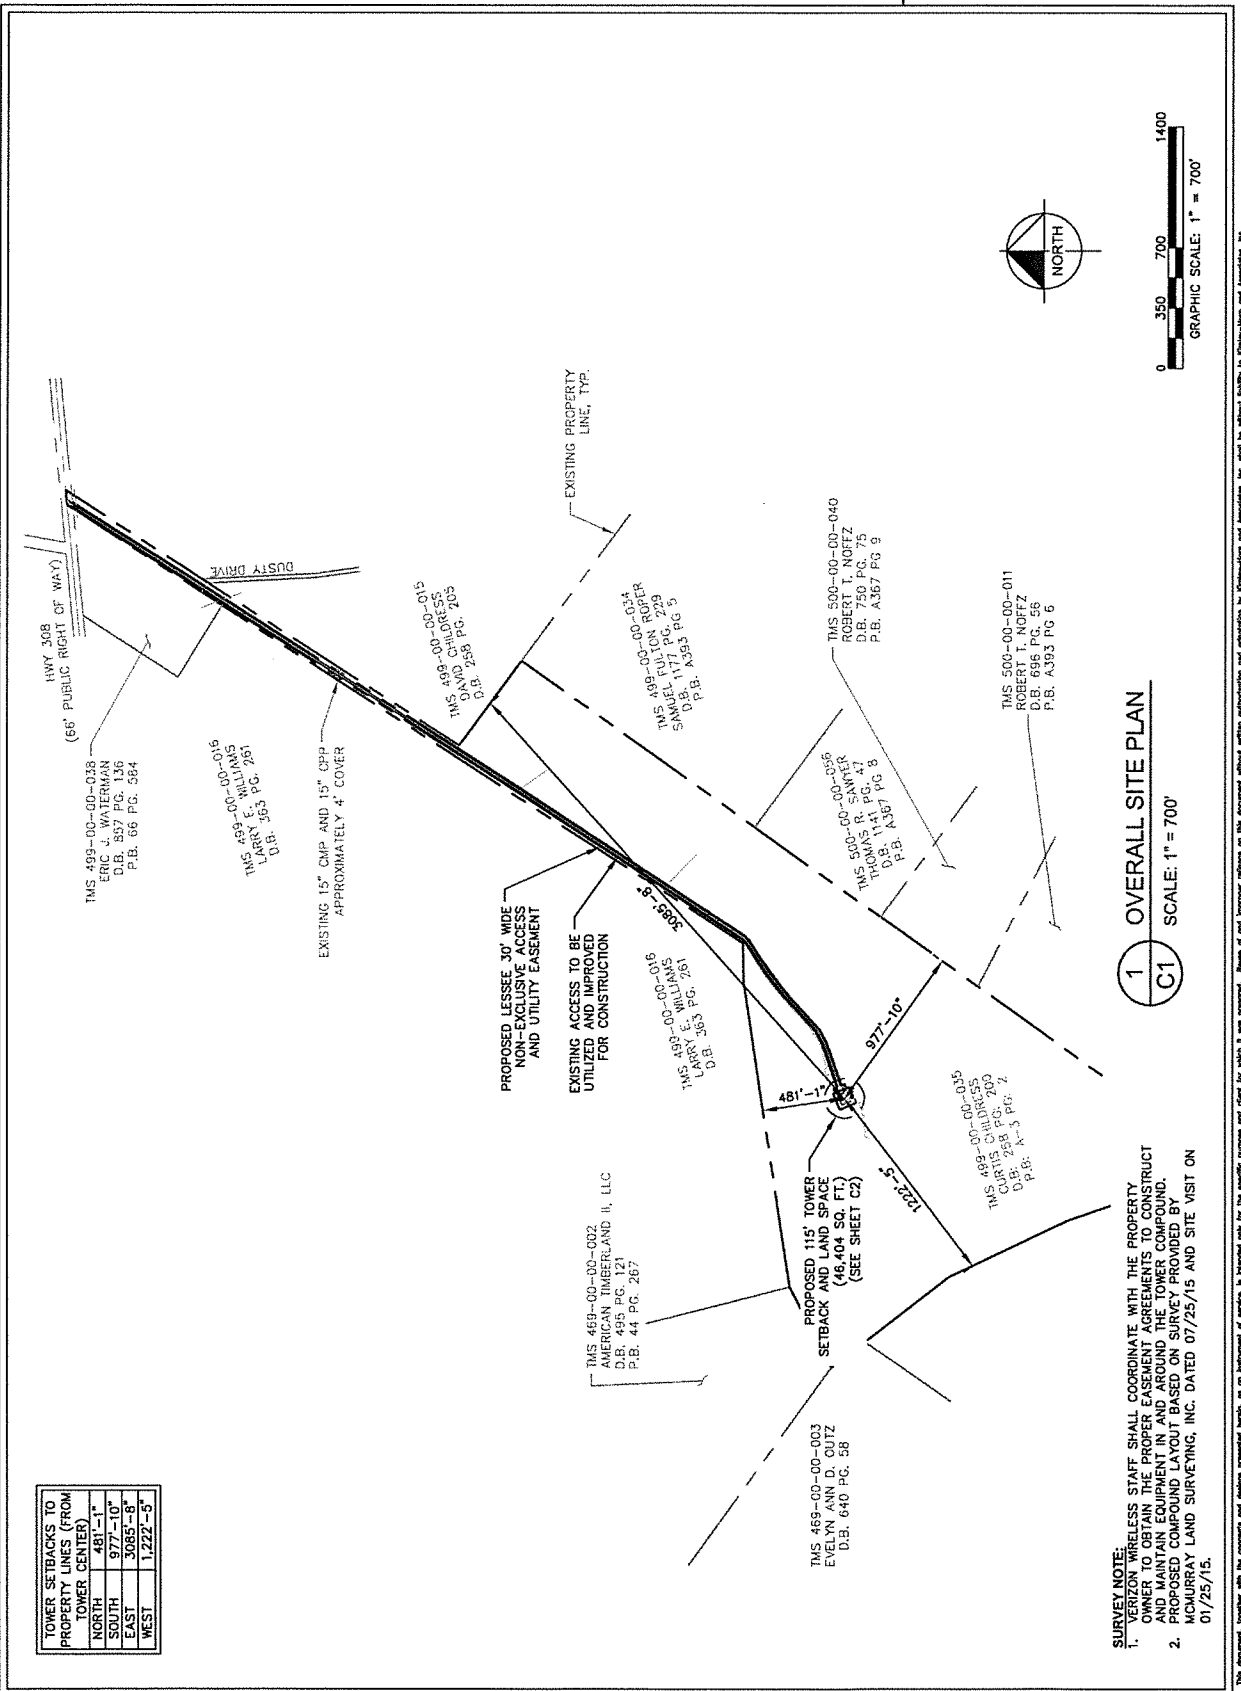 TOWER SETBACKS TO
PROPERTY LINES (FROM
TOWER CENTER)
NORTH 481'-1"
SOUTH 977'-10"
EAST 3085'-8"
WEST 1,222'-5"
HWY 308
(66' PUBLIC RIGHT OF WAY)
TMS 499-00-00-038
ERIC J. WATERMAN
D.B. 857 PG. 136
P.B. 66 PG. 584
DUSTY DRIVE
TMS 499-00-00-016
LARRY E. WILLIAMS
D.B. 363 PG. 261
EXISTING 15" CMP AND 15" CPP
APPROXIMATELY 4' COVER
TMS 499-00-00-015
DAVID CHILDRESS
D.B. 258 PG. 205
EXISTING PROPERTY
LINE, TYP.
PROPOSED LESSEE 30' WIDE
NON-EXCLUSIVE ACCESS
AND UTILITY EASEMENT
EXISTING ACCESS TO BE
UTILIZED AND IMPROVED
FOR CONSTRUCTION
3085'-8"
TMS 499-00-00-034
SAMUEL FULTON ROPER
D.B. 1177 PG. 229
P.B. A393 PG 5
TMS 499-00-00-016
LARRY E. WILLIAMS
D.B. 363 PG. 261
TMS 500-00-00-056
THOMAS R. SAWYER
D.B. 1141 PG. 47
P.B. A367 PG 8
TMS 500-00-00-040
ROBERT T. NOFFZ
D.B. 750 PG. 75
P.B. A367 PG 9
TMS 500-00-00-011
ROBERT T. NOFFZ
D.B. 696 PG. 56
P.B. A393 PG 6
TMS 469-00-00-002
AMERICAN TIMBERLAND II, LLC
D.B. 495 PG. 121
P.B. 44 PG. 267
481'-1"
977'-10"
1222'-5"
PROPOSED 115' TOWER
SETBACK AND LAND SPACE
(46,404 SQ. FT.)
(SEE SHEET C2)
TMS 499-00-00-035
CURTIS CHILDRESS
D.B: 258 PG: 200
P.B: A-3 PG: 2
TMS 469-00-00-003
EVELYN ANN D. OUTZ
D.B. 640 PG. 58
NORTH
0 350 700 1400
GRAPHIC SCALE: 1" = 700'
1
C1
OVERALL SITE PLAN
SCALE: 1" = 700'
SURVEY NOTE:
1. VERIZON WIRELESS STAFF SHALL COORDINATE WITH THE PROPERTY
OWNER TO OBTAIN THE PROPER EASEMENT AGREEMENTS TO CONSTRUCT
AND MAINTAIN EQUIPMENT IN AND AROUND THE TOWER COMPOUND.
2. PROPOSED COMPOUND LAYOUT BASED ON SURVEY PROVIDED BY
MCMURRAY LAND SURVEYING, INC. DATED 07/25/15 AND SITE VISIT ON
01/25/15.